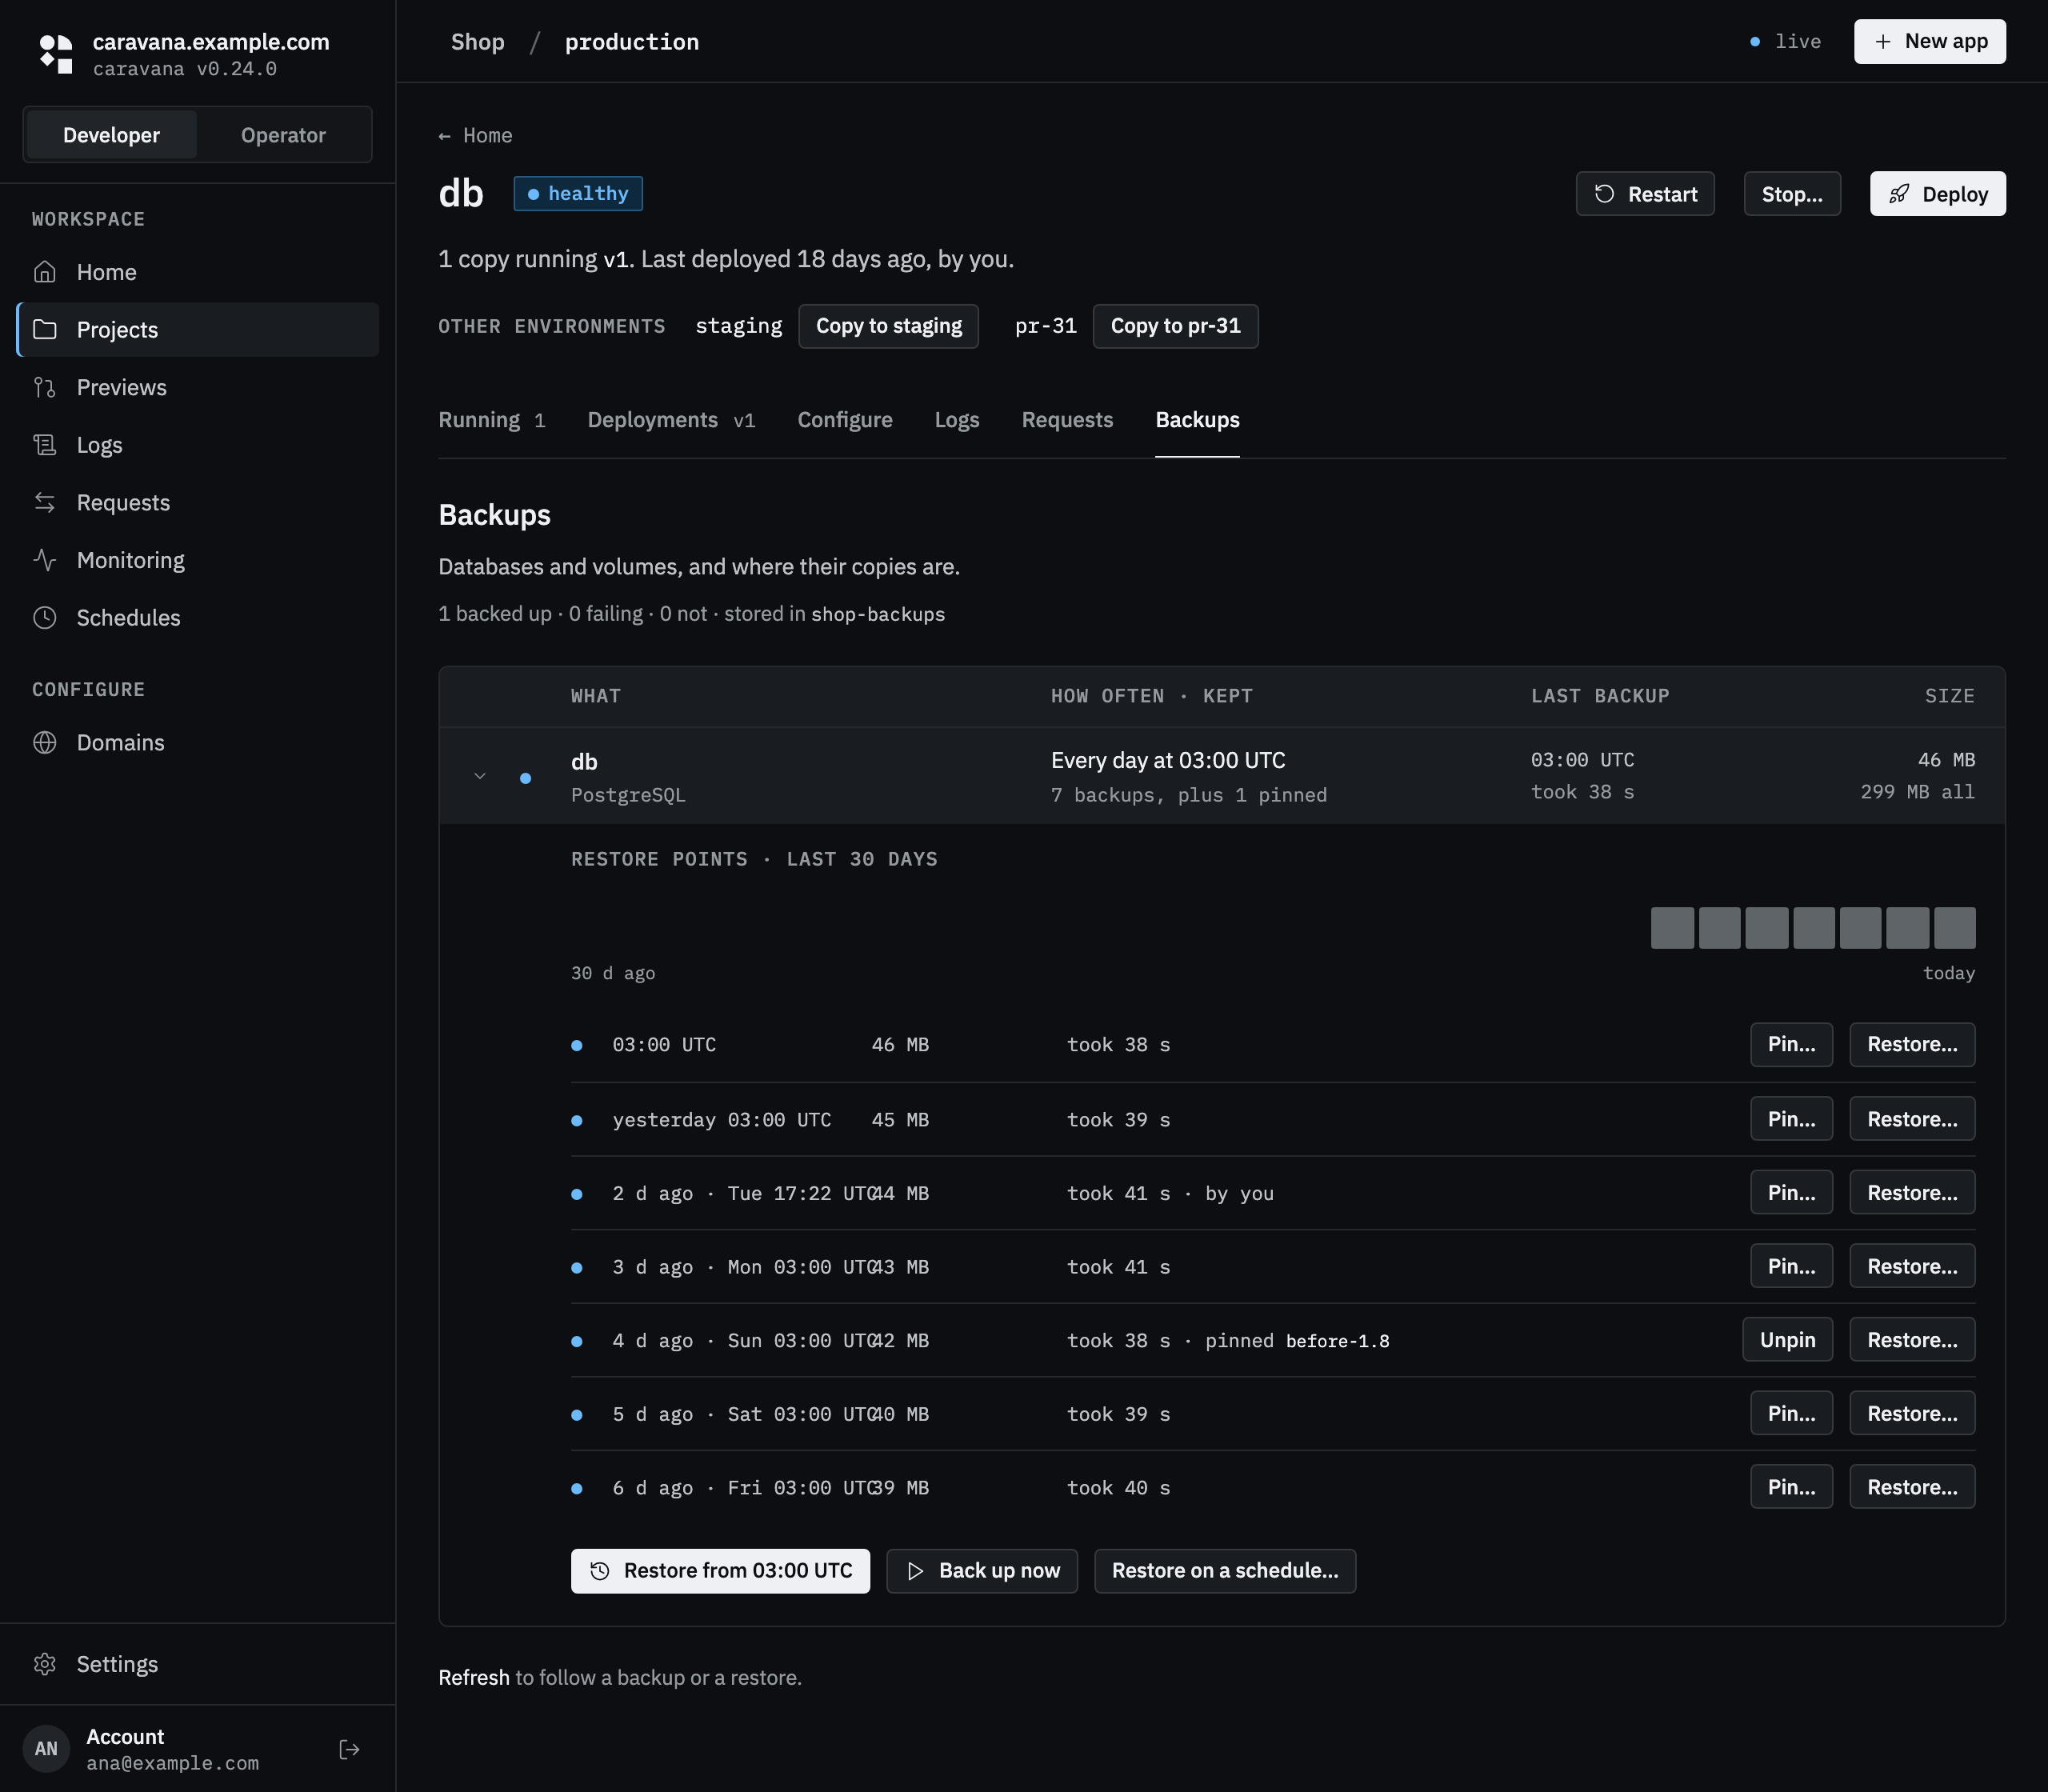 caravana.example.com
caravana v0.24.0
Developer
Operator
WORKSPACE
Home
Projects
Previews
Logs
Requests
Monitoring
Schedules
CONFIGURE
Domains
Settings
AN
Account
ana@example.com
Shop / production
live
+ New app
← Home
db
healthy
Restart
Stop...
Deploy
1 copy running v1. Last deployed 18 days ago, by you.
OTHER ENVIRONMENTS staging Copy to staging pr-31 Copy to pr-31
Running 1 Deployments v1 Configure Logs Requests Backups
Backups
Databases and volumes, and where their copies are.
1 backed up · 0 failing · 0 not · stored in shop-backups
WHAT HOW OFTEN · KEPT LAST BACKUP SIZE
db Every day at 03:00 UTC 03:00 UTC 46 MB
PostgreSQL 7 backups, plus 1 pinned took 38 s 299 MB all
RESTORE POINTS · LAST 30 DAYS
30 d ago today
03:00 UTC 46 MB took 38 s Pin... Restore...
yesterday 03:00 UTC 45 MB took 39 s Pin... Restore...
2 d ago · Tue 17:22 UTC 44 MB took 41 s · by you Pin... Restore...
3 d ago · Mon 03:00 UTC 43 MB took 41 s Pin... Restore...
4 d ago · Sun 03:00 UTC 42 MB took 38 s · pinned before-1.8 Unpin Restore...
5 d ago · Sat 03:00 UTC 40 MB took 39 s Pin... Restore...
6 d ago · Fri 03:00 UTC 39 MB took 40 s Pin... Restore...
Restore from 03:00 UTC Back up now Restore on a schedule...
Refresh to follow a backup or a restore.